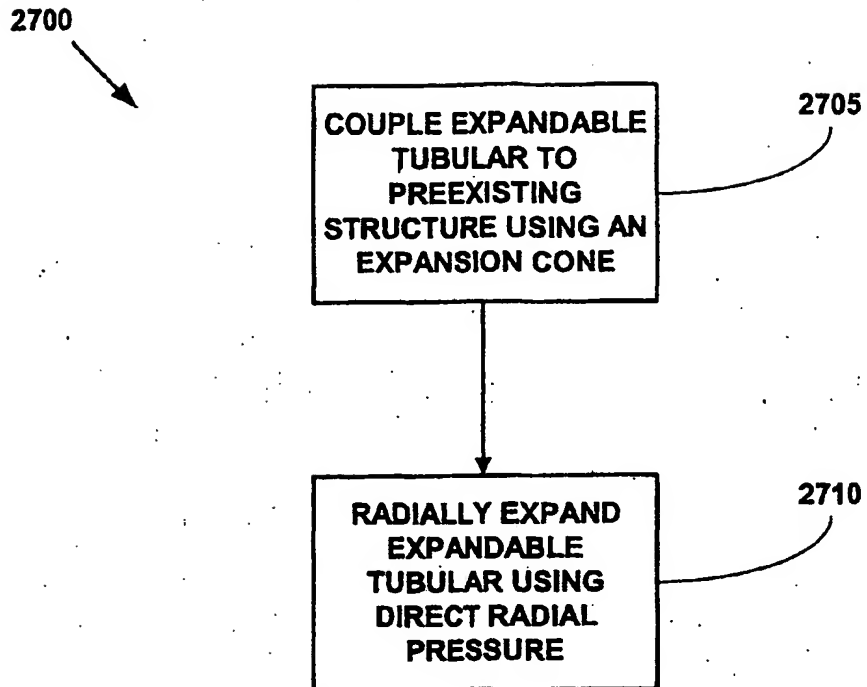 2700
COUPLE EXPANDABLE
TUBULAR TO
PREEXISTING
STRUCTURE USING AN
EXPANSION CONE
2705
RADIALLY EXPAND
EXPANDABLE
TUBULAR USING
DIRECT RADIAL
PRESSURE
2710